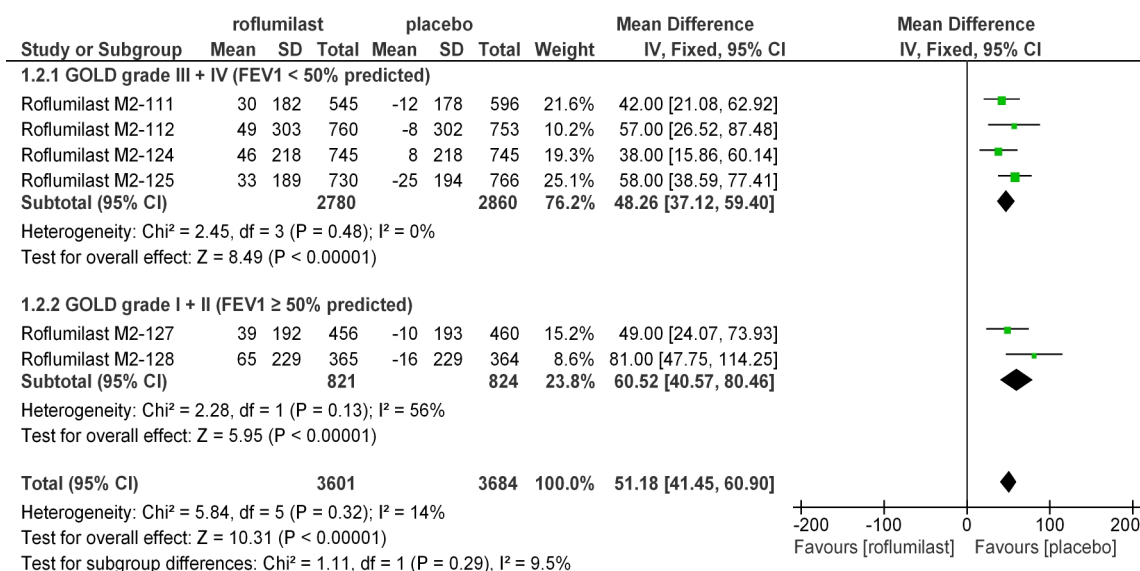 roflumilast placebo Mean Difference Mean Difference
Study or Subgroup Mean SD Total Mean SD Total Weight IV, Fixed, 95% CI IV, Fixed, 95% CI
1.2.1 GOLD grade III + IV (FEV1 < 50% predicted)
Roflumilast M2-111 30 182 545 -12 178 596 21.6% 42.00 [21.08, 62.92]
Roflumilast M2-112 49 303 760 -8 302 753 10.2% 57.00 [26.52, 87.48]
Roflumilast M2-124 46 218 745 8 218 745 19.3% 38.00 [15.86, 60.14]
Roflumilast M2-125 33 189 730 -25 194 766 25.1% 58.00 [38.59, 77.41]
Subtotal (95% CI) 2780 2860 76.2% 48.26 [37.12, 59.40]
Heterogeneity: Chi² = 2.45, df = 3 (P = 0.48); I² = 0%
Test for overall effect: Z = 8.49 (P < 0.00001)
1.2.2 GOLD grade I + II (FEV1 ≥ 50% predicted)
Roflumilast M2-127 39 192 456 -10 193 460 15.2% 49.00 [24.07, 73.93]
Roflumilast M2-128 65 229 365 -16 229 364 8.6% 81.00 [47.75, 114.25]
Subtotal (95% CI) 821 824 23.8% 60.52 [40.57, 80.46]
Heterogeneity: Chi² = 2.28, df = 1 (P = 0.13); I² = 56%
Test for overall effect: Z = 5.95 (P < 0.00001)
Total (95% CI) 3601 3684 100.0% 51.18 [41.45, 60.90]
Heterogeneity: Chi² = 5.84, df = 5 (P = 0.32); I² = 14%
Test for overall effect: Z = 10.31 (P < 0.00001)
Test for subgroup differences: Chi² = 1.11, df = 1 (P = 0.29), I² = 9.5%
-200 -100 0 100 200
Favours [roflumilast] Favours [placebo]